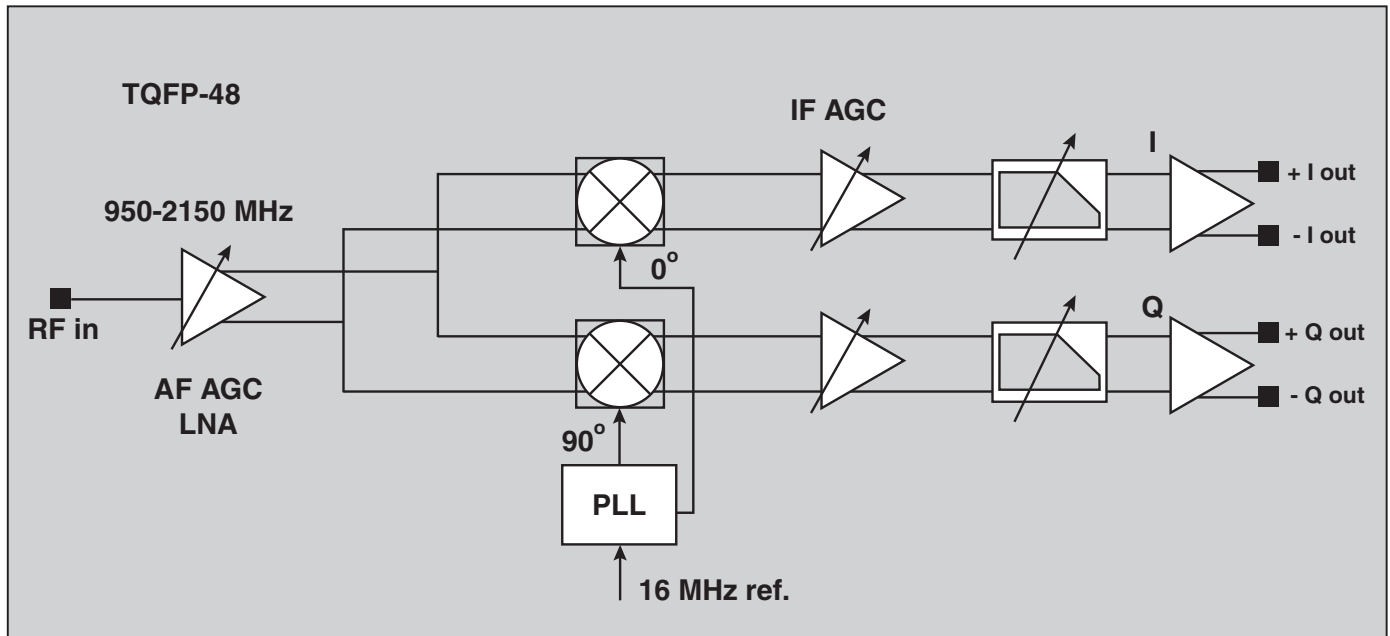 TQFP-48
IF AGC
I
+ I out
950-2150 MHz
- I out
0°
RF in
Q
+ Q out
AF AGC
LNA
- Q out
90°
PLL
16 MHz ref.